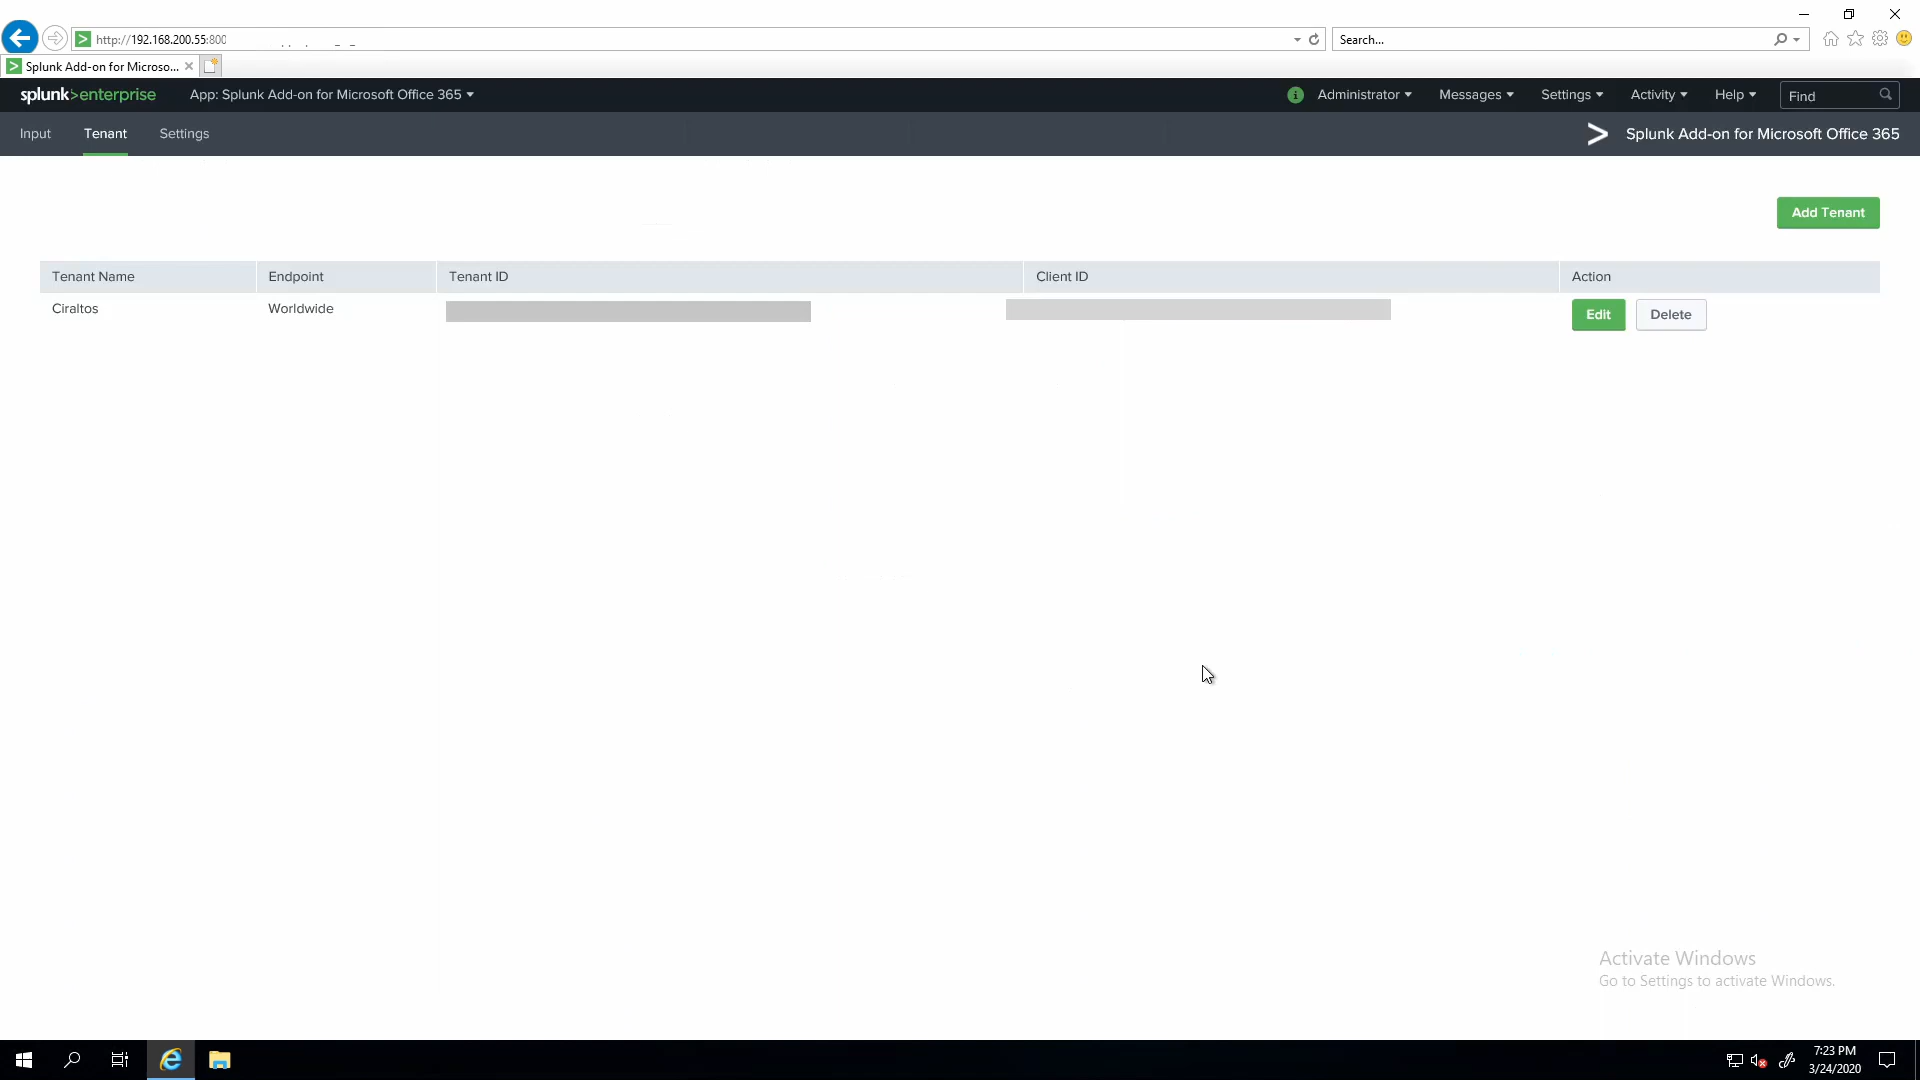 http://192.168.200.55:800
Search...
Splunk Add-on for Microso...
splunk>enterprise
App: Splunk Add-on for Microsoft Office 365
Administrator
Messages
Settings
Activity
Help
Find
Input
Tenant
Settings
Splunk Add-on for Microsoft Office 365
Add Tenant
Tenant Name
Endpoint
Tenant ID
Client ID
Action
Ciraltos
Worldwide
Edit
Delete
Activate Windows
Go to Settings to activate Windows.
7:23 PM
3/24/2020